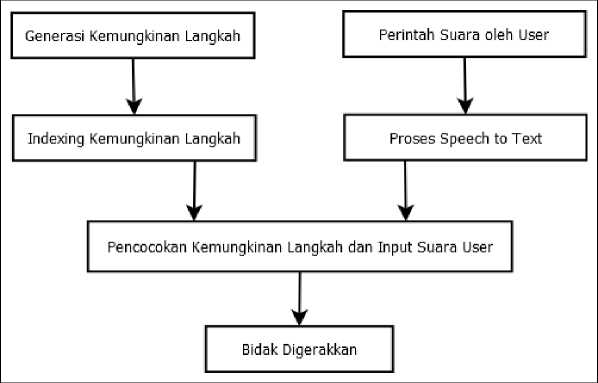 Generasi Kemungkinan Langkah
Perintah Suara oleh User
Indexing Kemungkinan Langkah
Proses Speech to Text
Pencocokan Kemungkinan Langkah dan Input Suara User
Bidak Digerakkan